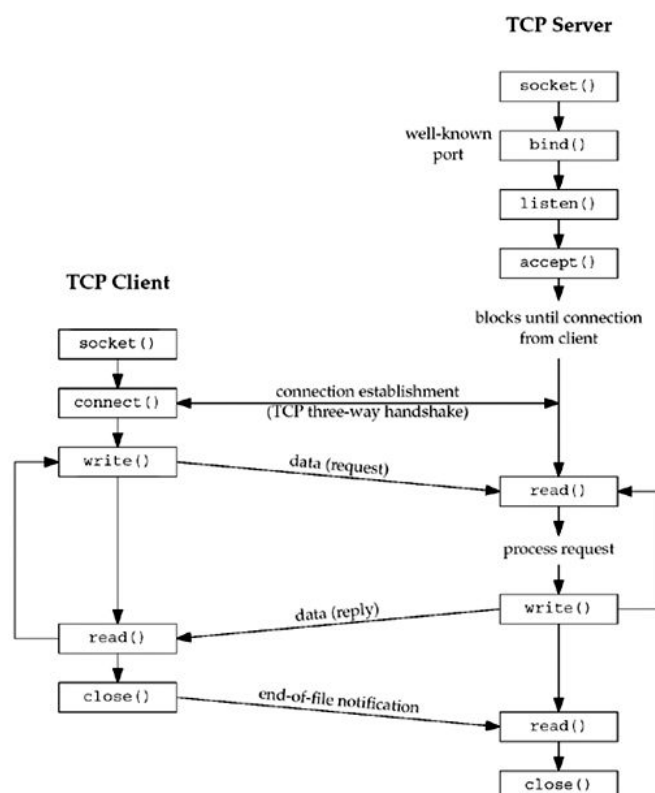 TCP Server
socket()
well-known
port
bind()
listen()
accept()
TCP Client
blocks until connection
from client
socket()
connection establishment
connect()
(TCP three-way handshake)
write()
data (request)
read()
process request
data (reply)
write()
read()
close()
end-of-file notification
read()
close()